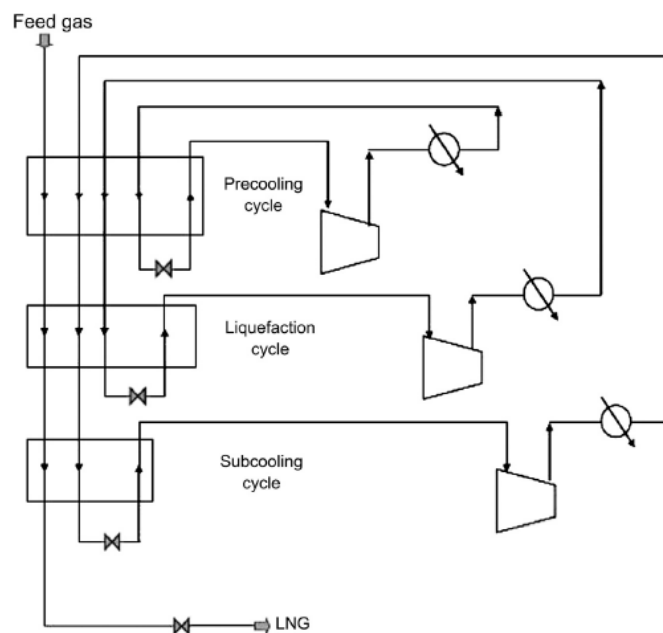 Feed gas
Precooling
cycle
Liquefaction
cycle
Subcooling
cycle
LNG